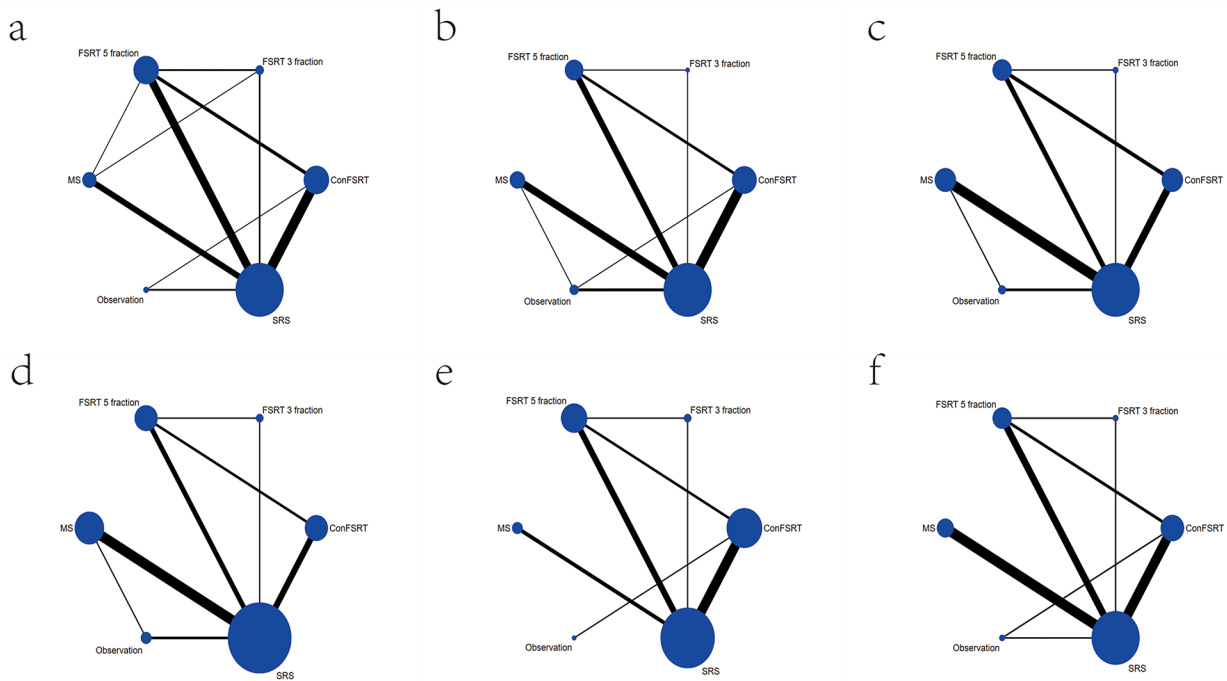 a
FSRT 5 fraction
FSRT 3 fraction
MS
ConFSRT
Observation
SRS
b
FSRT 5 fraction
FSRT 3 fraction
MS
ConFSRT
Observation
SRS
c
FSRT 5 fraction
FSRT 3 fraction
MS
ConFSRT
Observation
SRS
d
FSRT 5 fraction
FSRT 3 fraction
MS
ConFSRT
Observation
SRS
e
FSRT 5 fraction
FSRT 3 fraction
MS
ConFSRT
Observation
SRS
f
FSRT 5 fraction
FSRT 3 fraction
MS
ConFSRT
Observation
SRS